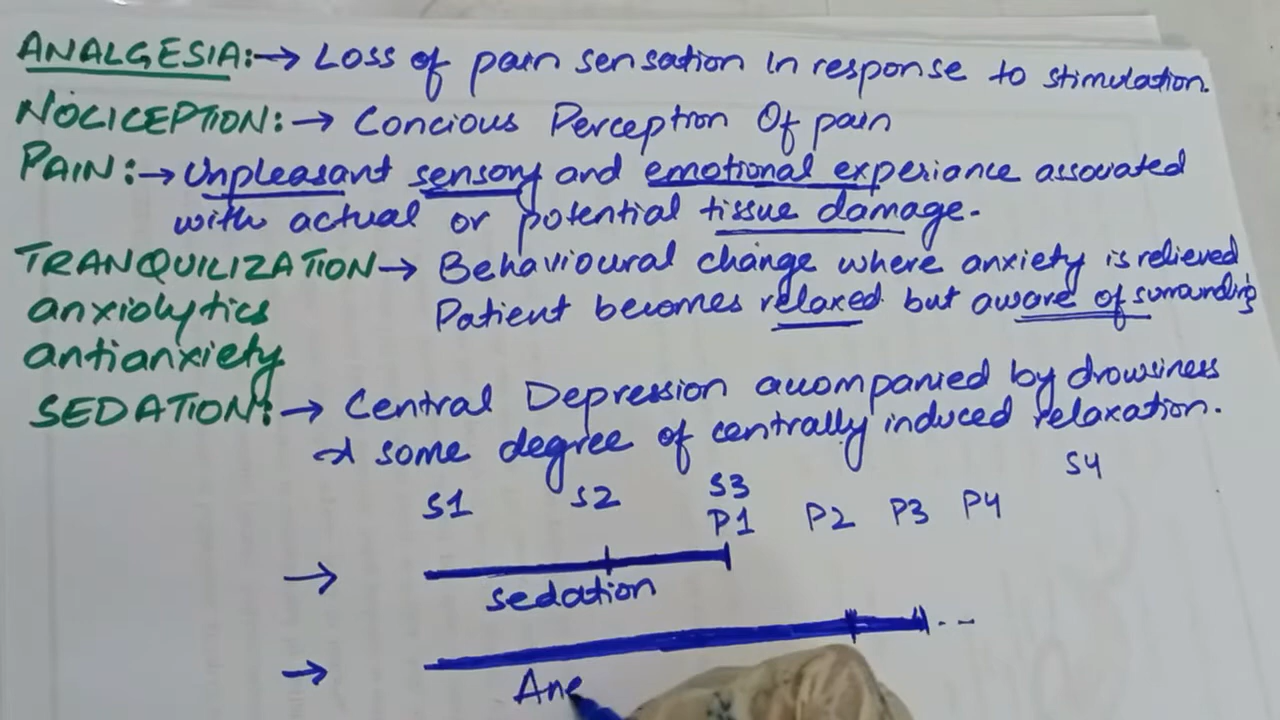 ANALGESIA:→ Loss of pain sensation in response to stimulation.
NOCICEPTION:→ Concious Perception Of pain
PAIN:→ Unpleasant sensory and emotional experiance associated
with actual or potential tissue damage.
TRANQUILIZATION→ Behavioural change where anxiety is relieved
anxiolytics Patient becomes relaxed but aware of surrounding's
antianxiety
SEDATION:→ Central Depression accompanied by drowsiness
& some degree of centrally induced relaxation.
S1 S2 S3 S4
P1 P2 P3 P4
→ sedation
→ --
Ane